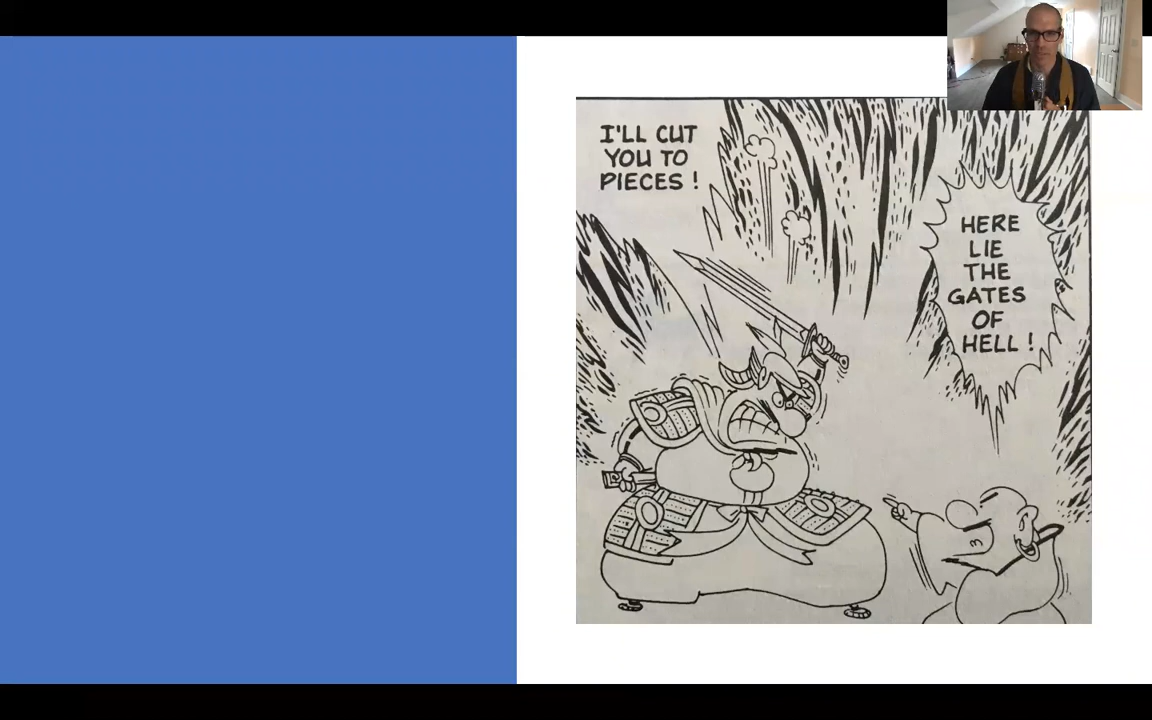 I'LL CUT
YOU TO
PIECES !
HERE
LIE
THE
GATES
OF
HELL !